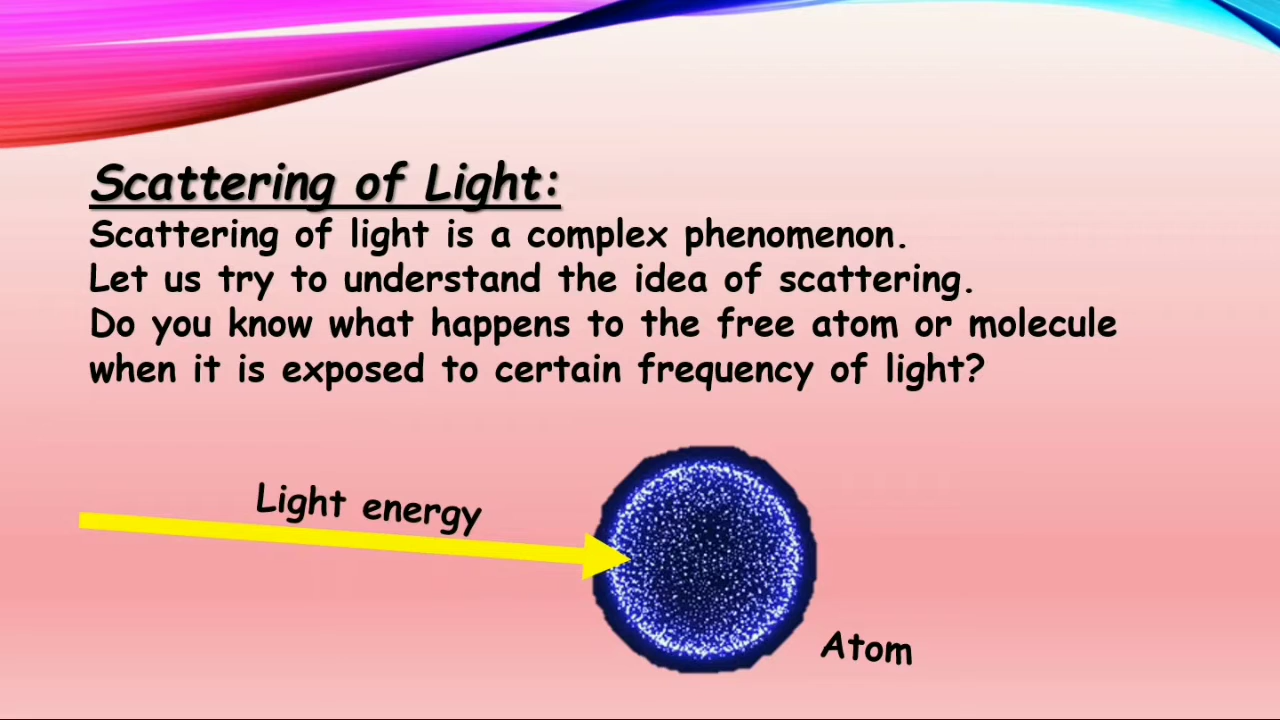 Scattering of Light:
Scattering of light is a complex phenomenon.
Let us try to understand the idea of scattering.
Do you know what happens to the free atom or molecule
when it is exposed to certain frequency of light?
Light energy
Atom